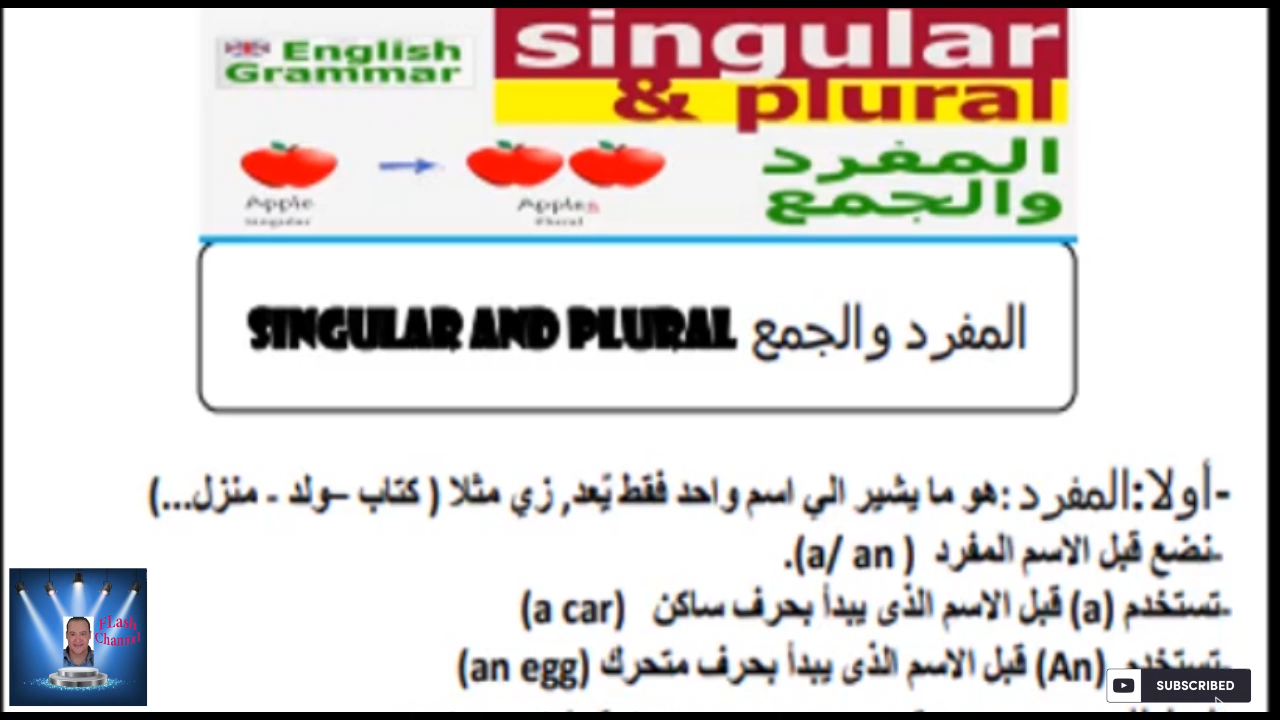 English
Grammar
singular
& plural
المفرد
والجمع
Apple
Singular
Apples
Plural
SINGULAR AND PLURAL المفرد والجمع
-أولا:المفرد :هو ما يشير الي اسم واحد فقط يّعد, زي مثلا ( كتاب –ولد - منزل...)
-نضع قبل الاسم المفرد ( a/ an).
-تستخدم (a) قبل الاسم الذى يبدأ بحرف ساكن (a car)
-تستخدم (An) قبل الاسم الذى يبدأ بحرف متحرك (an egg)
FLash
Channel
SUBSCRIBED